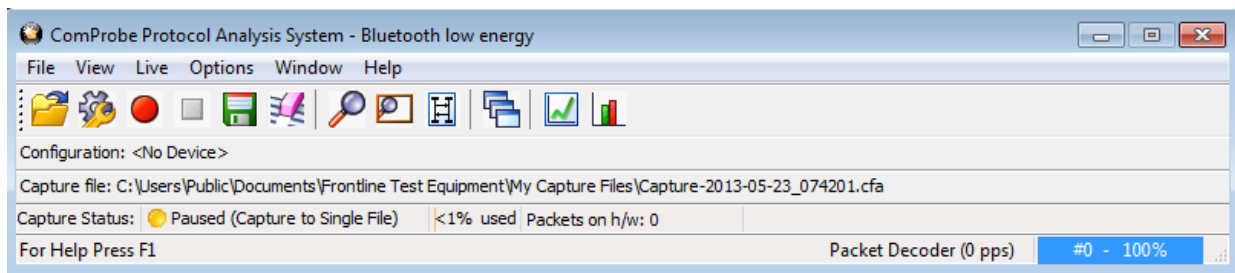 ComProbe Protocol Analysis System - Bluetooth low energy
File View Live Options Window Help
Configuration: <No Device>
Capture file: C:\Users\Public\Documents\Frontline Test Equipment\My Capture Files\Capture-2013-05-23_074201.cfa
Capture Status: Paused (Capture to Single File) <1% used Packets on h/w: 0
For Help Press F1 Packet Decoder (0 pps) #0 - 100%